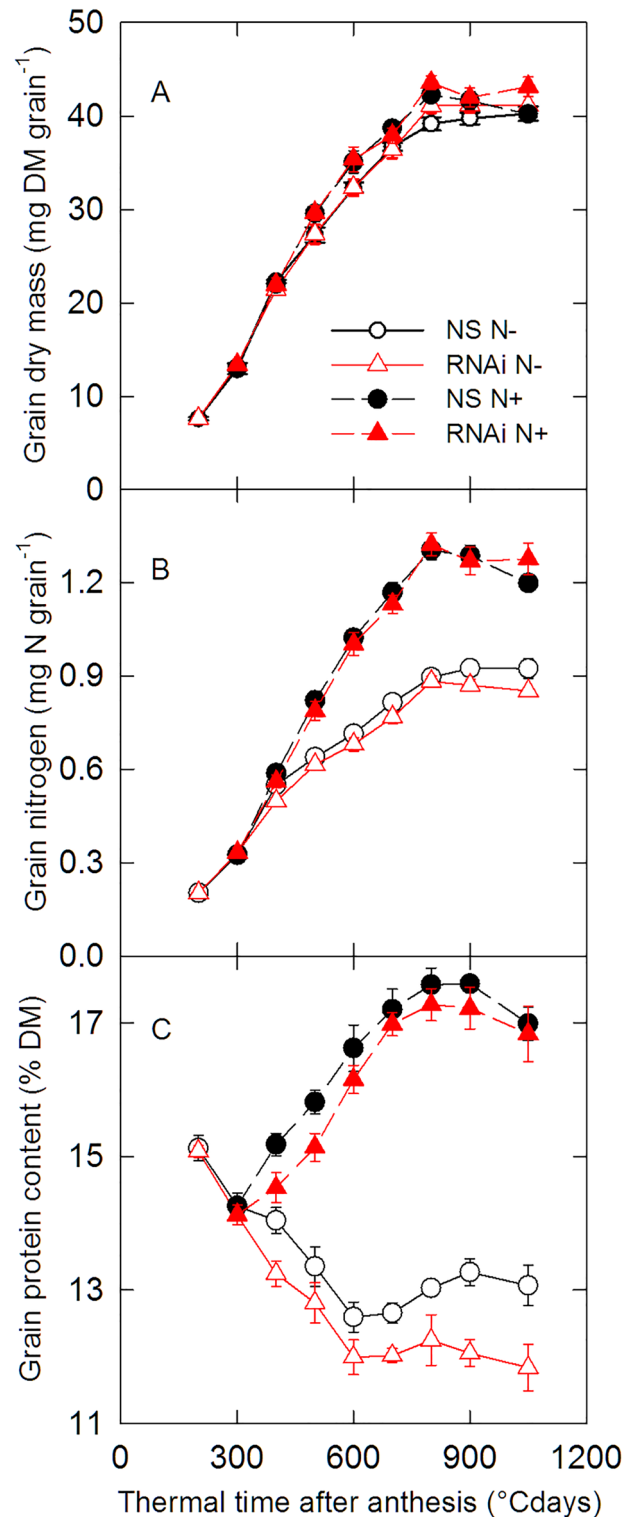 50
A
40
30
20
10
0
Grain dry mass (mg DM grain⁻¹)
NS N-
RNAi N-
NS N+
RNAi N+
B
1.2
0.9
0.6
0.3
0.0
Grain nitrogen (mg N grain⁻¹)
C
17
15
13
11
Grain protein content (% DM)
0 300 600 900 1200
Thermal time after anthesis (°Cdays)